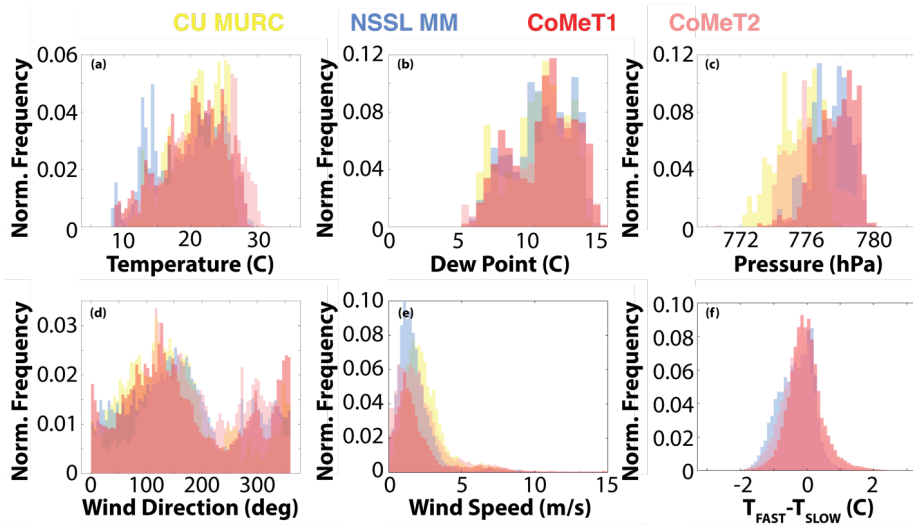 CU MURC NSSL MM CoMeT1 CoMeT2
(a)
Norm. Frequency
0.06
0.04
0.02
0
10 20 30
Temperature (C)
(b)
Norm. Frequency
0.12
0.08
0.04
0
0 5 10 15
Dew Point (C)
(c)
Norm. Frequency
0.12
0.08
0.04
0
772 776 780
Pressure (hPa)
(d)
Norm. Frequency
0.03
0.02
0.01
0
0 100 200 300
Wind Direction (deg)
(e)
Norm. Frequency
0.10
0.08
0.06
0.04
0.02
0.00
0 5 10 15
Wind Speed (m/s)
(f)
Norm. Frequency
0.10
0.08
0.06
0.04
0.02
0
-2 0 2
TFAST-TSLOW (C)